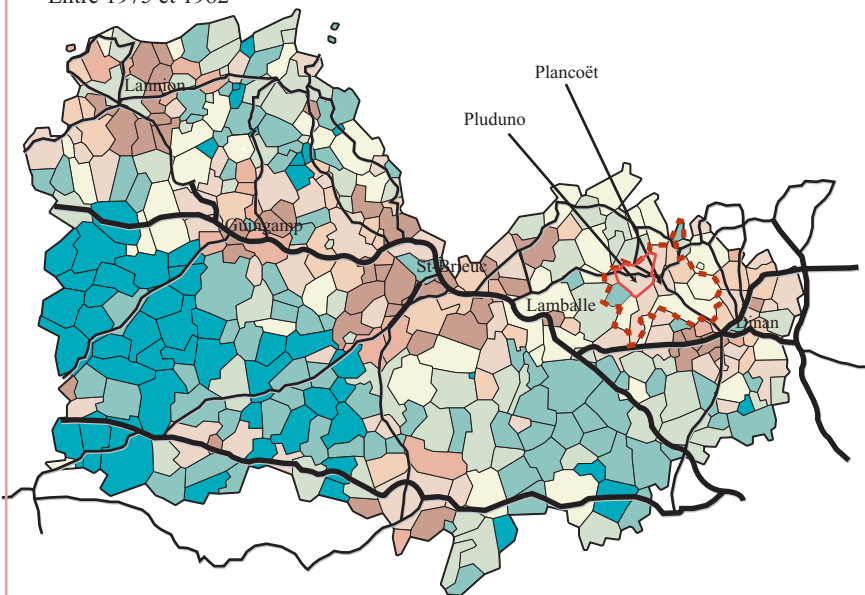 Entre 1975 et 1982
Plancoët
Lannion
Pluduno
Guingamp
St-Brieuc
Lamballe
Dinan